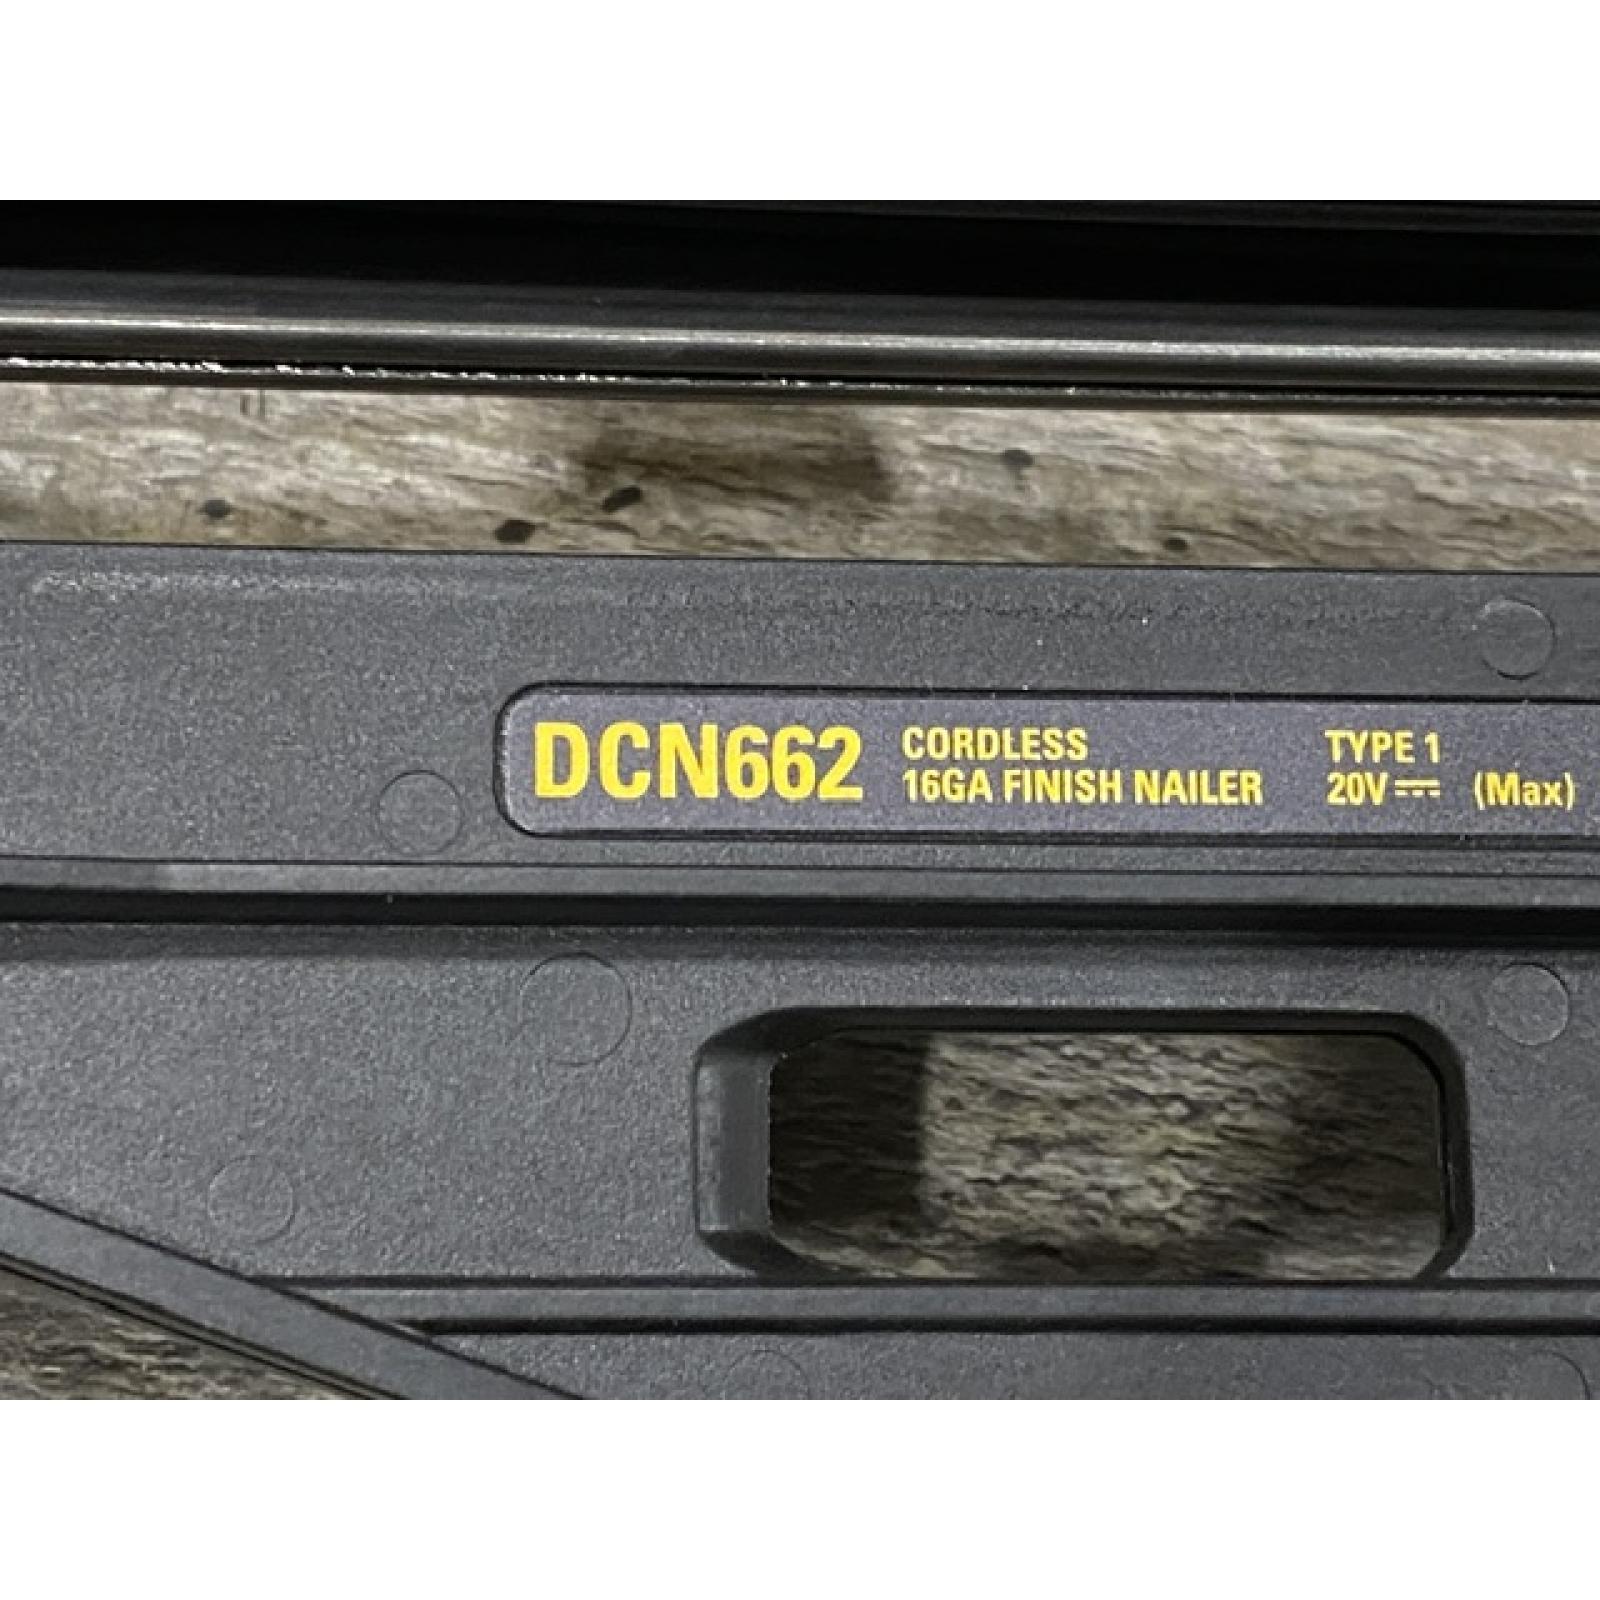 DCN662 CORDLESS TYPE 1
16GA FINISH NAILER 20V⎓ (Max)